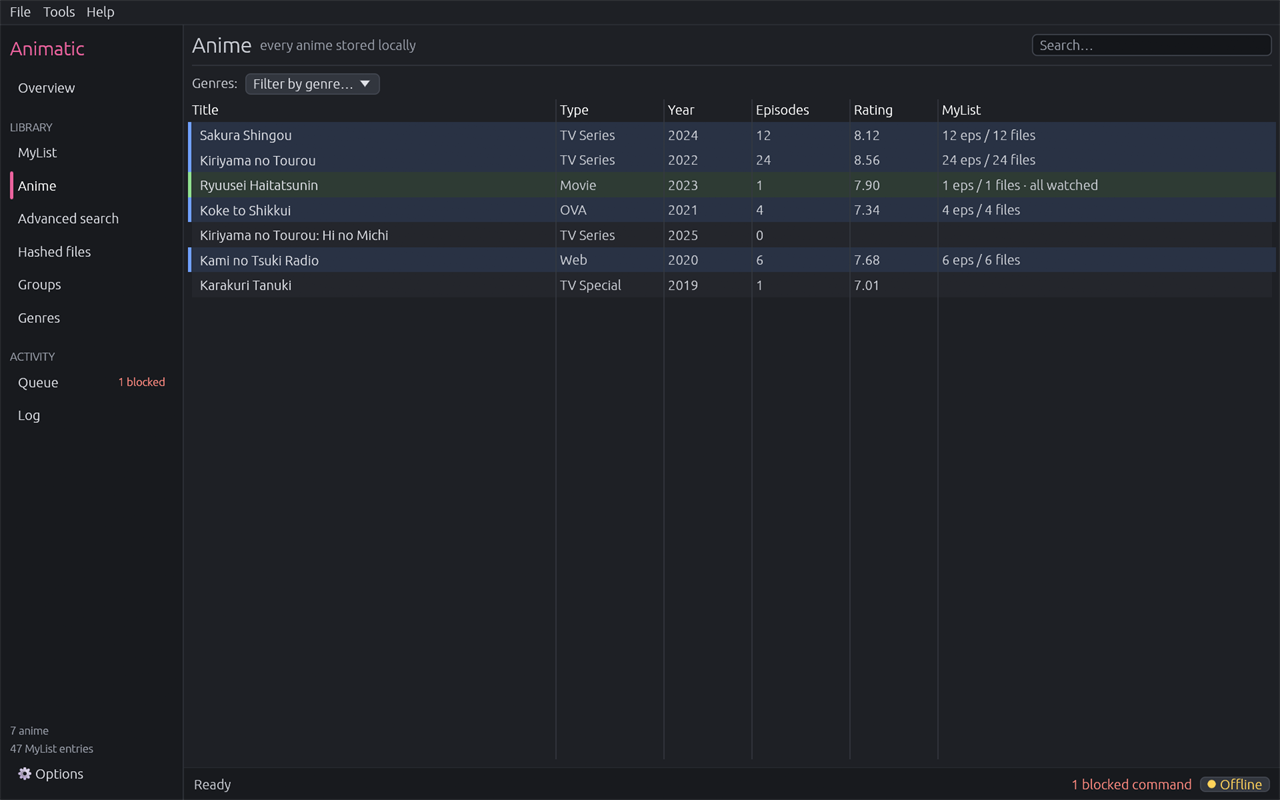 File Tools Help
Animatic
Overview
LIBRARY
MyList
Anime
Advanced search
Hashed files
Groups
Genres
ACTIVITY
Queue 1 blocked
Log
7 anime
47 MyList entries
Options
Anime every anime stored locally Search…
Genres: Filter by genre…
Title Type Year Episodes Rating MyList
Sakura Shingou TV Series 2024 12 8.12 12 eps / 12 files
Kiriyama no Tourou TV Series 2022 24 8.56 24 eps / 24 files
Ryuusei Haitatsunin Movie 2023 1 7.90 1 eps / 1 files · all watched
Koke to Shikkui OVA 2021 4 7.34 4 eps / 4 files
Kiriyama no Tourou: Hi no Michi TV Series 2025 0
Kami no Tsuki Radio Web 2020 6 7.68 6 eps / 6 files
Karakuri Tanuki TV Special 2019 1 7.01
Ready 1 blocked command Offline